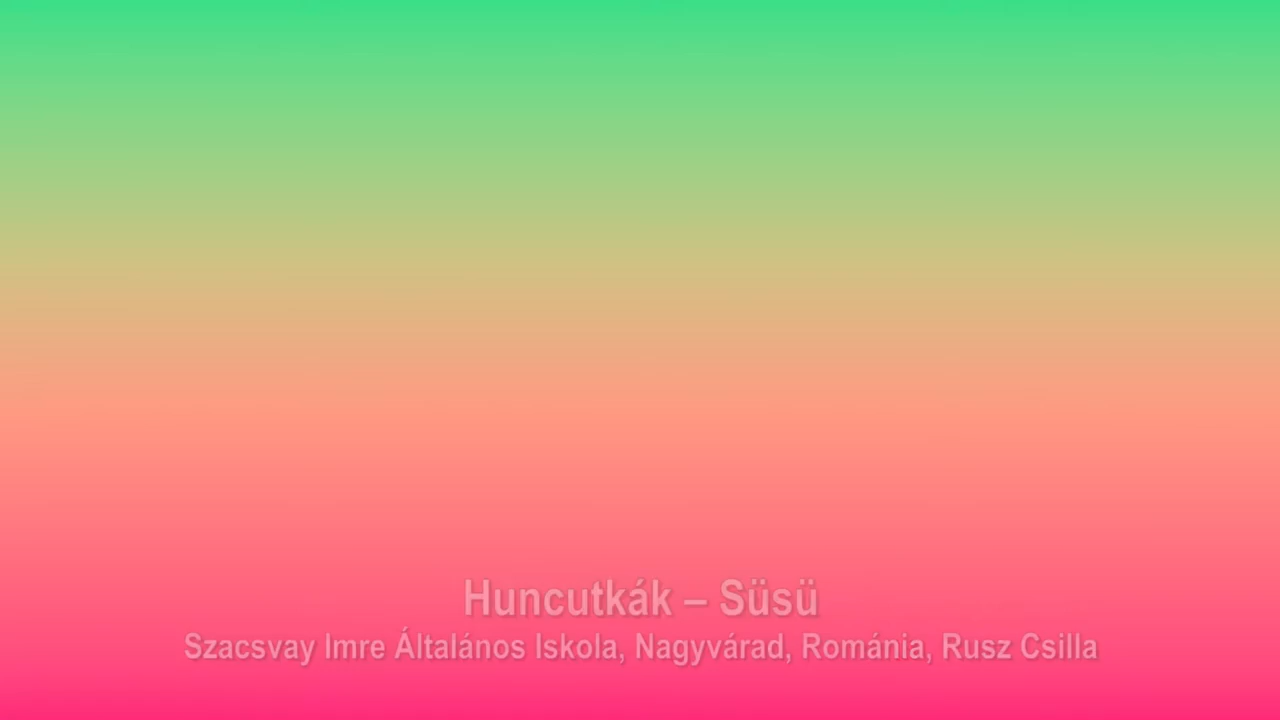 Huncutkák – Süsü
Szacsvay Imre Általános Iskola, Nagyvárad, Románia, Rusz Csilla